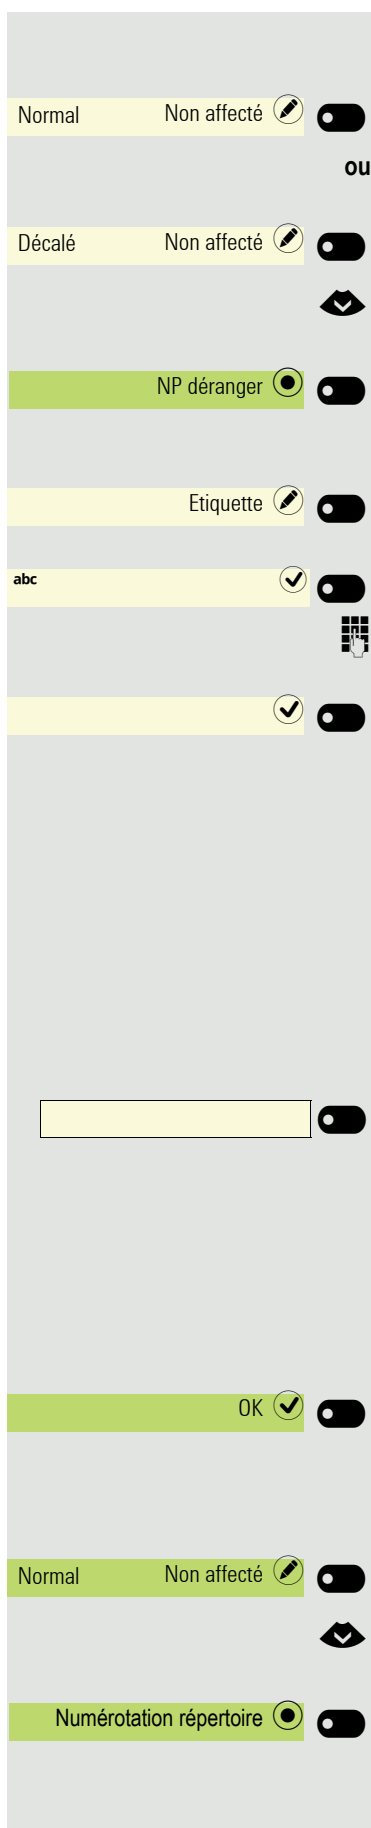 Normal Non affecté
ou
Décalé Non affecté
NP déranger
Etiquette
abc
OK
Normal Non affecté
Numérotation répertoire